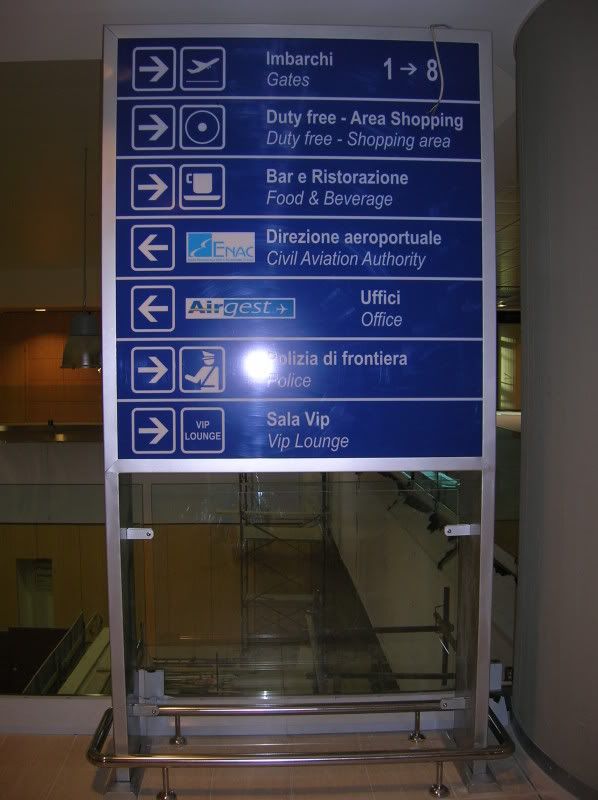 Imbarchi
Gates
1 → 8
Duty free - Area Shopping
Duty free - Shopping area
Bar e Ristorazione
Food & Beverage
ENAC
Direzione aeroportuale
Civil Aviation Authority
Airgest
Uffici
Office
Polizia di frontiera
Police
VIP
LOUNGE
Sala Vip
Vip Lounge